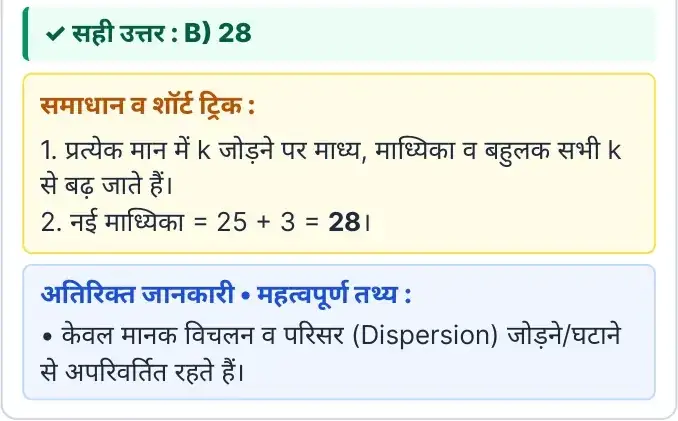 ✓ सही उत्तर : B) 28
समाधान व शॉर्ट ट्रिक :
1. प्रत्येक मान में k जोड़ने पर माध्य, माध्यिका व बहुलक सभी k
से बढ़ जाते हैं।
2. नई माध्यिका = 25 + 3 = 28।
अतिरिक्त जानकारी • महत्वपूर्ण तथ्य :
• केवल मानक विचलन व परिसर (Dispersion) जोड़ने/घटाने
से अपरिवर्तित रहते हैं।